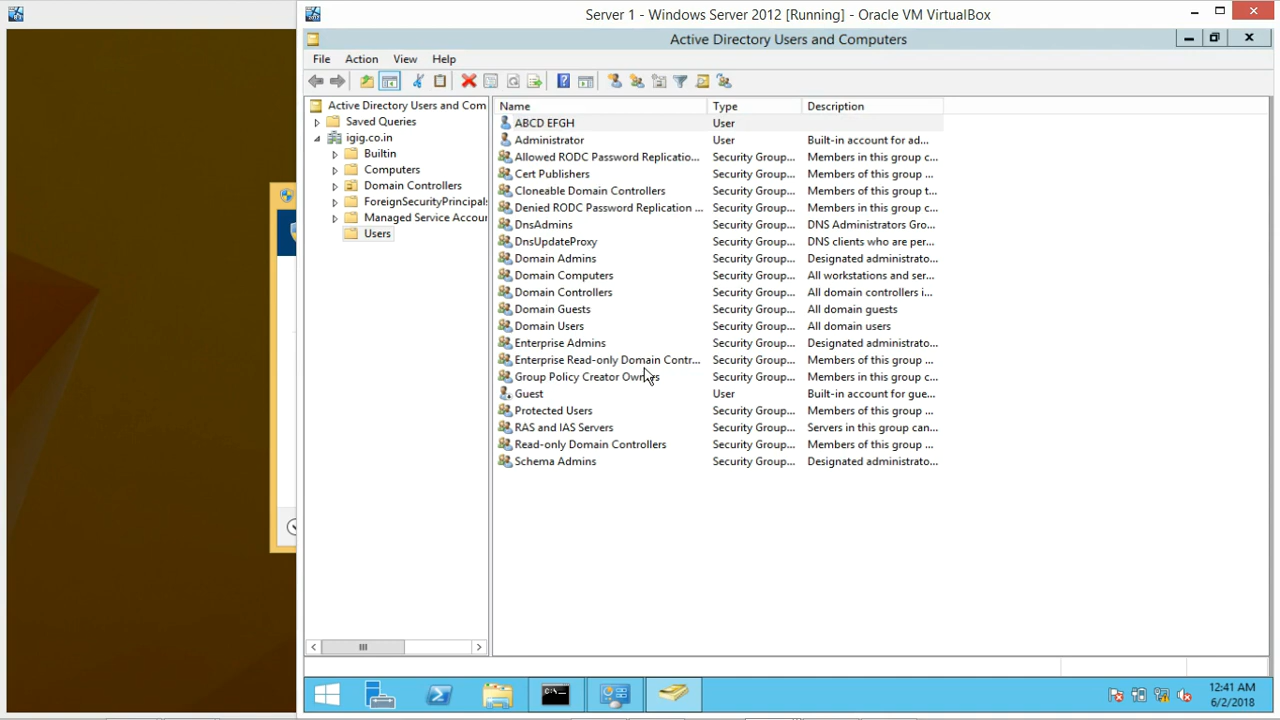 Server 1 - Windows Server 2012 [Running] - Oracle VM VirtualBox
Active Directory Users and Computers
File Action View Help
Active Directory Users and Com
Saved Queries
igig.co.in
Builtin
Computers
Domain Controllers
ForeignSecurityPrincipals
Managed Service Accour
Users
Name Type Description
ABCD EFGH User
Administrator User Built-in account for ad...
Allowed RODC Password Replicatio... Security Group... Members in this group c...
Cert Publishers Security Group... Members of this group ...
Cloneable Domain Controllers Security Group... Members of this group t...
Denied RODC Password Replication ... Security Group... Members in this group c...
DnsAdmins Security Group... DNS Administrators Gro...
DnsUpdateProxy Security Group... DNS clients who are per...
Domain Admins Security Group... Designated administrato...
Domain Computers Security Group... All workstations and ser...
Domain Controllers Security Group... All domain controllers i...
Domain Guests Security Group... All domain guests
Domain Users Security Group... All domain users
Enterprise Admins Security Group... Designated administrato...
Enterprise Read-only Domain Contr... Security Group... Members of this group ...
Group Policy Creator Owners Security Group... Members in this group c...
Guest User Built-in account for gue...
Protected Users Security Group... Members of this group ...
RAS and IAS Servers Security Group... Servers in this group can...
Read-only Domain Controllers Security Group... Members of this group ...
Schema Admins Security Group... Designated administrato...
12:41 AM
6/2/2018